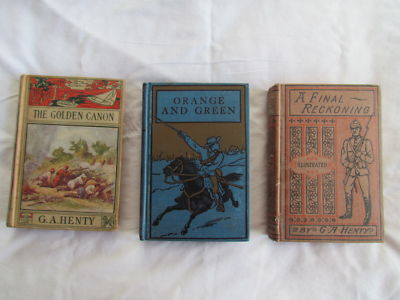 THE GOLDEN CANON
G. A. HENTY
ORANGE
AND GREEN
A FINAL
RECKONING
ILLUSTRATED
BY G A HENTY